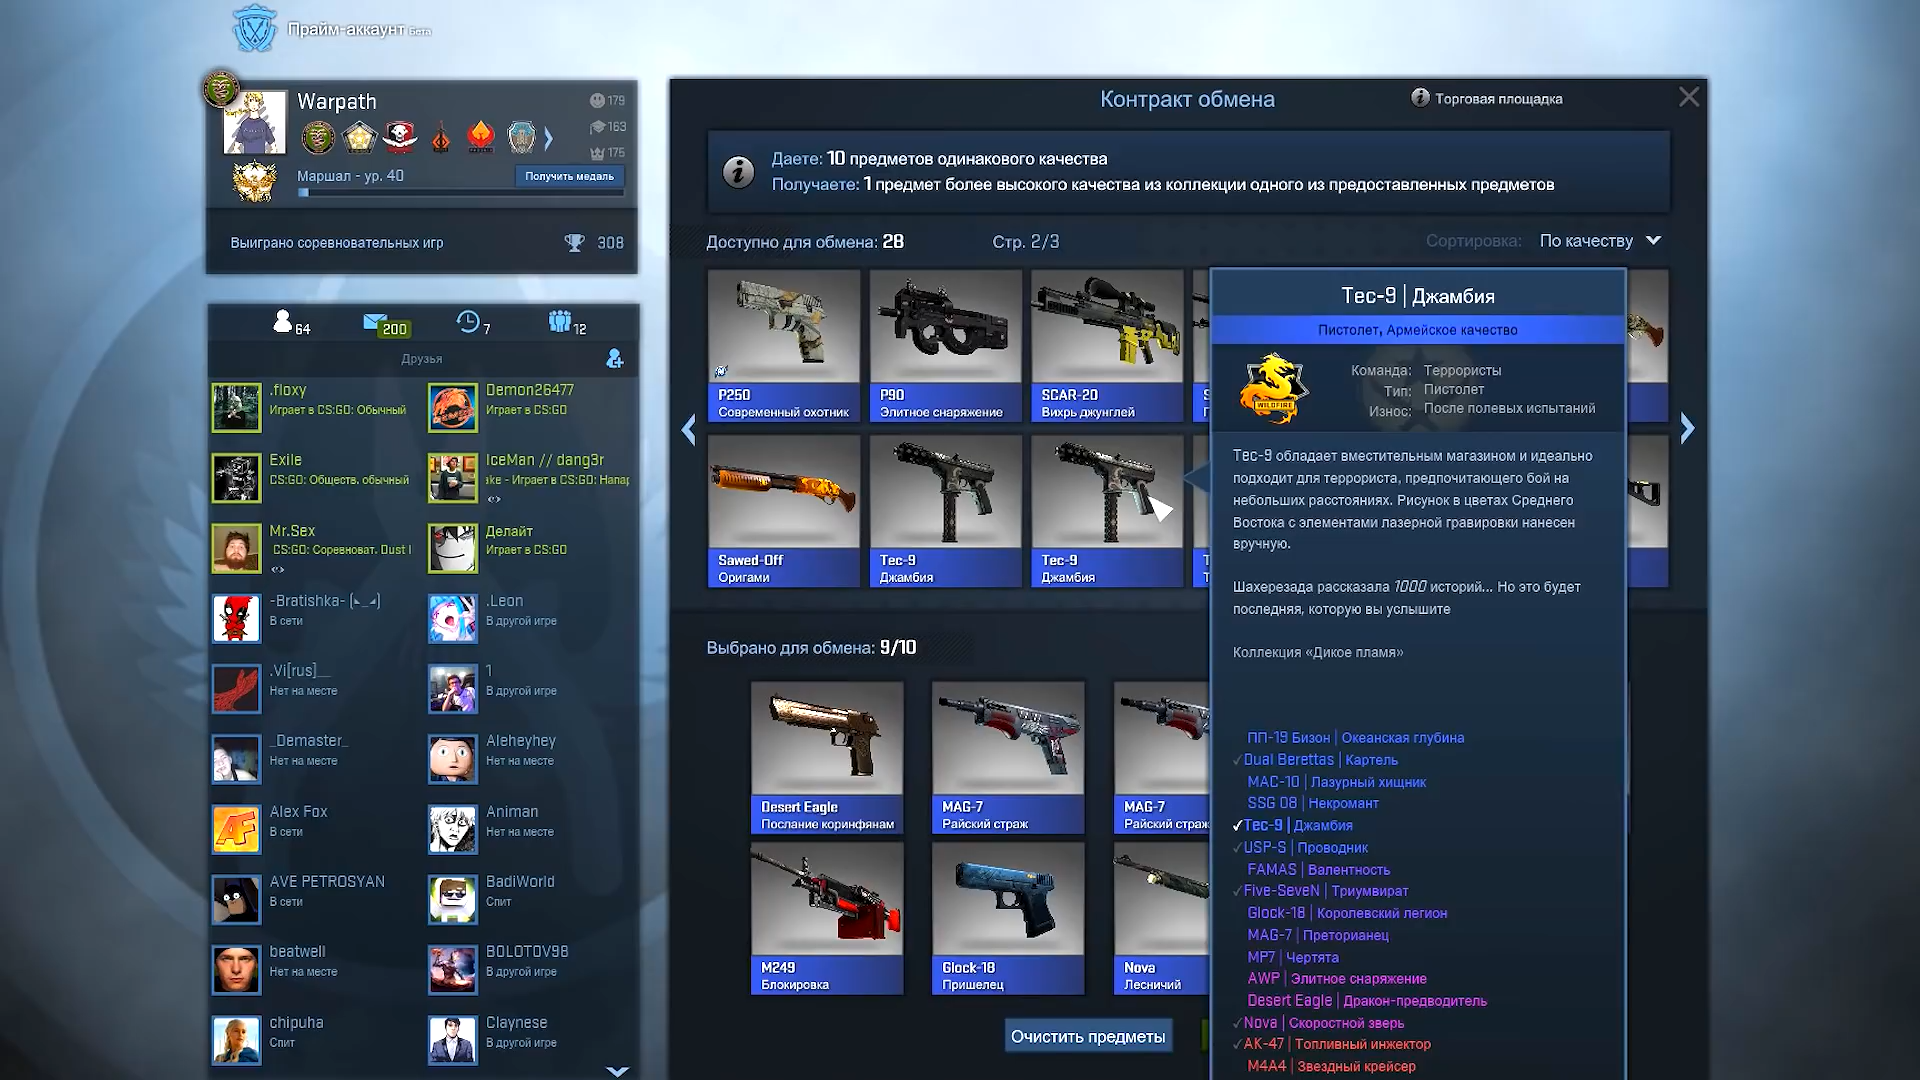 Прайм-аккаунт Бета
Warpath
179
163
175
Маршал - ур. 40
Получить медаль
Выиграно соревновательных игр
308
64
200
7
12
Друзья
.floxy
Играет в CS:GO: Обычный
Demon26477
Играет в CS:GO
Exile
CS:GO: Обществ. обычный
IceMan // dang3r
ake - Играет в CS:GO: Напар
Mr.Sex
CS:GO: Соревноват. Dust I
Делайт
Играет в CS:GO
-Bratishka- (◣_◢)
В сети
.Leon
В другой игре
.Vi[rus]__
Нет на месте
1
В другой игре
_Demaster_
Нет на месте
Aleheyhey
Нет на месте
Alex Fox
В сети
Animan
Нет на месте
AVE PETROSYAN
В сети
BadiWorld
Спит
beatwell
Нет на месте
BOLOTOV98
В другой игре
chipuha
Спит
Claynese
В другой игре
Контракт обмена
Торговая площадка
Даете: 10 предметов одинакового качества
Получаете: 1 предмет более высокого качества из коллекции одного из предоставленных предметов
Доступно для обмена: 28
Стр. 2/3
Сортировка: По качеству
P250
Современный охотник
P90
Элитное снаряжение
SCAR-20
Вихрь джунглей
Sawed-Off
Оригами
Tec-9
Джамбия
Tec-9
Джамбия
Выбрано для обмена: 9/10
Desert Eagle
Послание коринфянам
MAG-7
Райский страж
MAG-7
Райский страж
M249
Блокировка
Glock-18
Пришелец
Nova
Лесничий
Очистить предметы
Tec-9 | Джамбия
Пистолет, Армейское качество
WILDFIRE
Команда: Террористы
Тип: Пистолет
Износ: После полевых испытаний
Tec-9 обладает вместительным магазином и идеально
подходит для террориста, предпочитающего бой на
небольших расстояниях. Рисунок в цветах Среднего
Востока с элементами лазерной гравировки нанесен
вручную.
Шахерезада рассказала 1000 историй... Но это будет
последняя, которую вы услышите
Коллекция «Дикое пламя»
ПП-19 Бизон | Океанская глубина
✓Dual Berettas | Картель
MAC-10 | Лазурный хищник
SSG 08 | Некромант
✓Tec-9 | Джамбия
✓USP-S | Проводник
FAMAS | Валентность
✓Five-SeveN | Триумвират
Glock-18 | Королевский легион
MAG-7 | Преторианец
MP7 | Чертята
AWP | Элитное снаряжение
Desert Eagle | Дракон-предводитель
✓Nova | Скоростной зверь
✓AK-47 | Топливный инжектор
M4A4 | Звездный крейсер